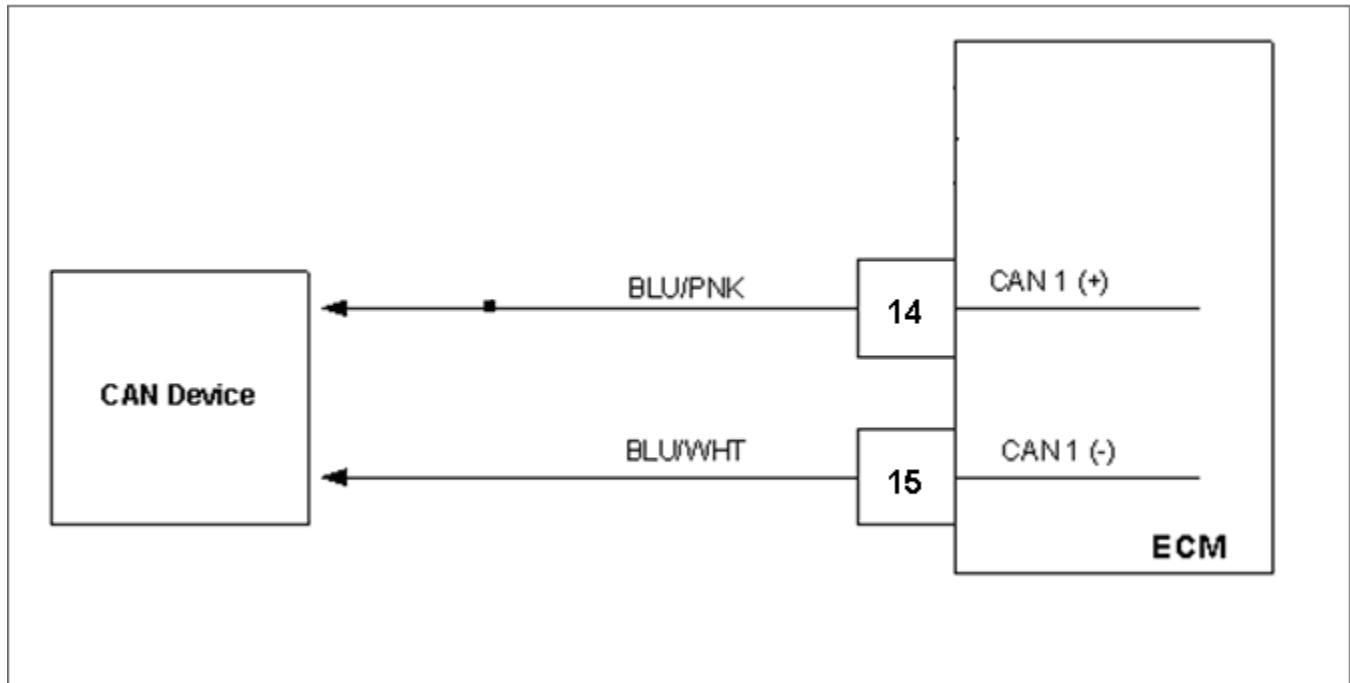 BLU/PNK
14
CAN 1 (+)
CAN Device
BLU/WHT
15
CAN 1 (-)
ECM